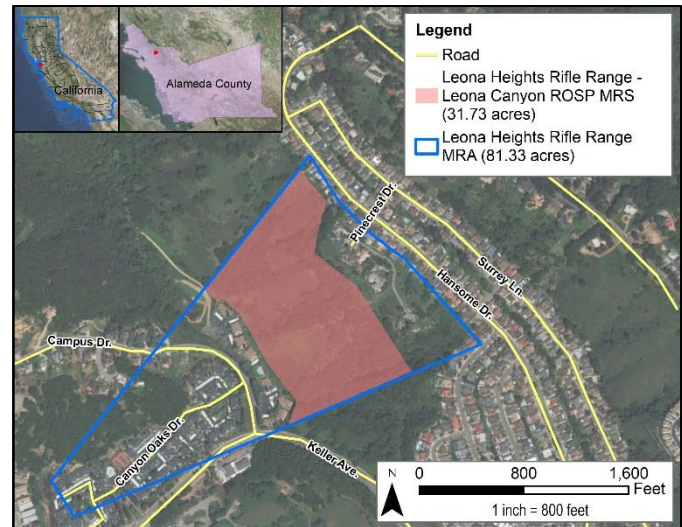 California
Alameda County
Legend
Road
Leona Heights Rifle Range -
Leona Canyon ROSP MRS
(31.73 acres)
Leona Heights Rifle Range
MRA (81.33 acres)
Pinecrest Dr.
Surrey Ln.
Hansome Dr.
Campus Dr.
Canyon Oaks Dr.
Keller Ave.
N
0 800 1,600
Feet
1 inch = 800 feet